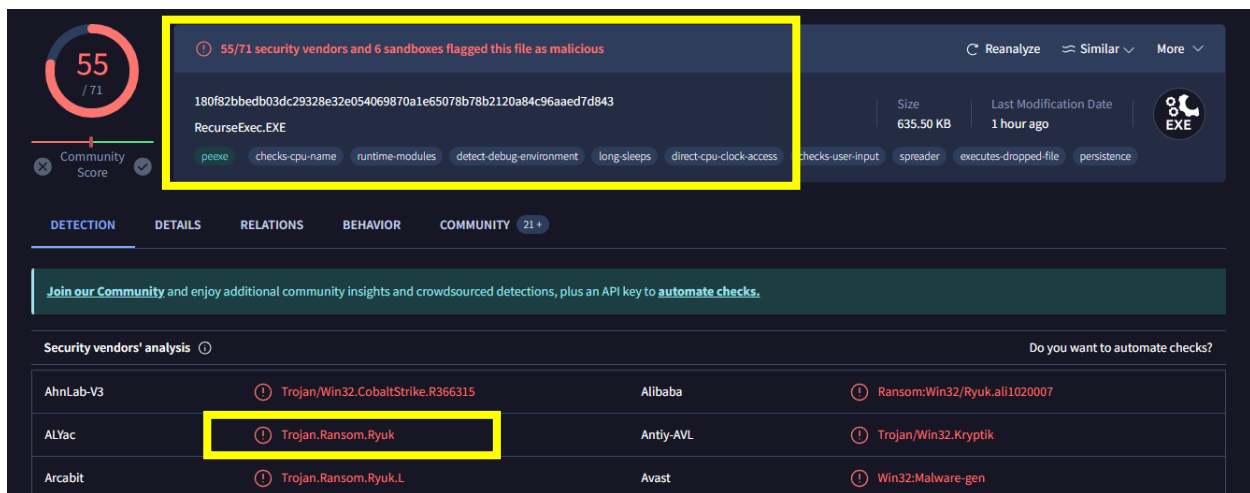 55
/ 71
Community
Score
55/71 security vendors and 6 sandboxes flagged this file as malicious
Reanalyze Similar More
180f82bbedb03dc29328e32e054069870a1e65078b78b2120a84c96aaed7d843
RecurseExec.EXE
Size
635.50 KB
Last Modification Date
1 hour ago
EXE
peexe checks-cpu-name runtime-modules detect-debug-environment long-sleeps direct-cpu-clock-access checks-user-input spreader executes-dropped-file persistence
DETECTION DETAILS RELATIONS BEHAVIOR COMMUNITY 21+
Join our Community and enjoy additional community insights and crowdsourced detections, plus an API key to automate checks.
Security vendors' analysis Do you want to automate checks?
AhnLab-V3 Trojan/Win32.CobaltStrike.R366315 Alibaba Ransom:Win32/Ryuk.ali1020007
ALYac Trojan.Ransom.Ryuk Antiy-AVL Trojan/Win32.Kryptik
Arcabit Trojan.Ransom.Ryuk.L Avast Win32:Malware-gen